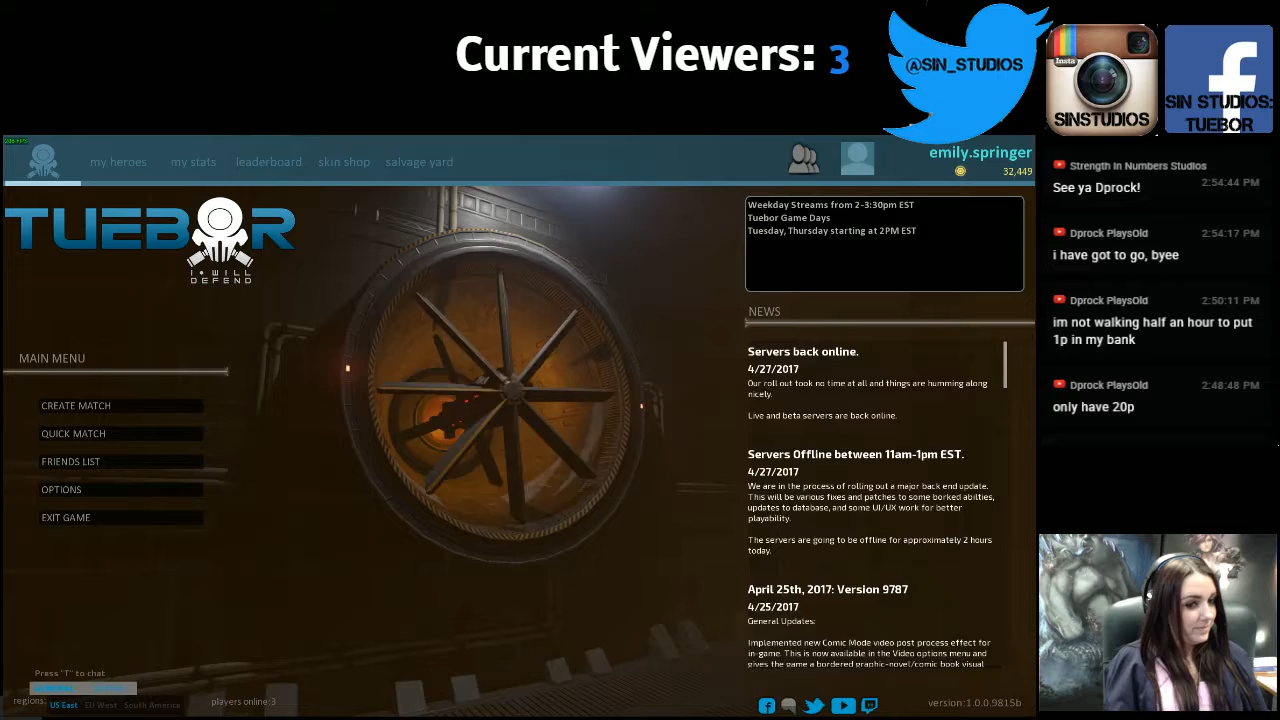 Current Viewers: 3
@SIN_STUDIOS
Insta
SINSTUDIOS
SIN STUDIOS:
TUEBOR
my heroes
my stats
leaderboard
skin shop
salvage yard
emily.springer
32,449
TUEBOR
I • WILL
DEFEND
Weekday Streams from 2-3:30pm EST
Tuebor Game Days
Tuesday, Thursday starting at 2PM EST
NEWS
Servers back online.
4/27/2017
Our roll out took no time at all and things are humming along
nicely.
Live and beta servers are back online.
Servers Offline between 11am-1pm EST.
4/27/2017
We are in the process of rolling out a major back end update.
This will be various fixes and patches to some borked abilties,
updates to database, and some UI/UX work for better
playability.
The servers are going to be offline for approximately 2 hours
today.
April 25th, 2017: Version 9787
4/25/2017
General Updates:
Implemented new Comic Mode video post process effect for
in-game. This is now available in the Video options menu and
gives the game a bordered graphic-novel/comic book visual
MAIN MENU
CREATE MATCH
QUICK MATCH
FRIENDS LIST
OPTIONS
EXIT GAME
Press "T" to chat
regions:
US East
EU West
South America
players online:3
version:1.0.0.9815b
Strength In Numbers Studios
2:54:44 PM
See ya Dprock!
Dprock PlaysOld
2:54:17 PM
i have got to go, byee
Dprock PlaysOld
2:50:11 PM
im not walking half an hour to put
1p in my bank
Dprock PlaysOld
2:48:48 PM
only have 20p